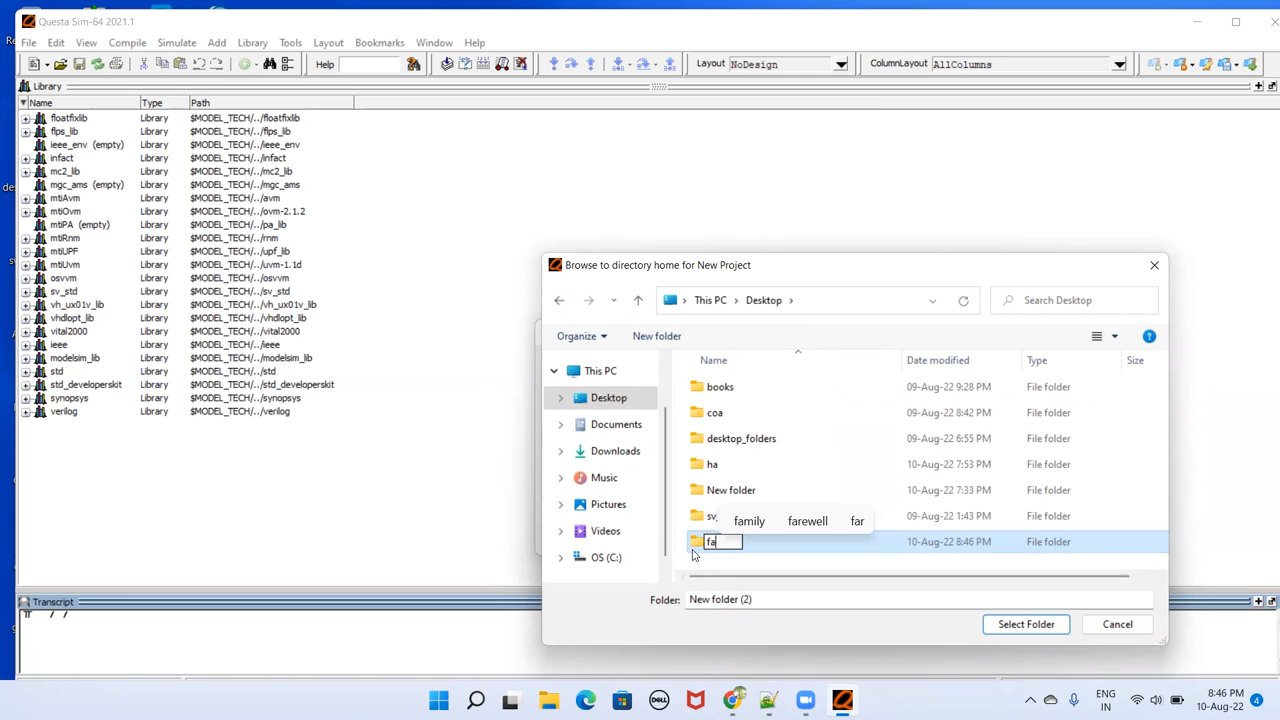 Questa Sim-64 2021.1
File Edit View Compile Simulate Add Library Tools Layout Bookmarks Window Help
Help Layout NoDesign ColumnLayout AllColumns
Library
Name Type Path
floatfixlib Library $MODEL_TECH/../floatfixlib
flps_lib Library $MODEL_TECH/../flps_lib
ieee_env (empty) Library $MODEL_TECH/../ieee_env
infact Library $MODEL_TECH/../infact
mc2_lib Library $MODEL_TECH/../mc2_lib
mgc_ams (empty) Library $MODEL_TECH/../mgc_ams
mtiAvm Library $MODEL_TECH/../avm
mtiOvm Library $MODEL_TECH/../ovm-2.1.2
mtiPA (empty) Library $MODEL_TECH/../pa_lib
mtiRnm Library $MODEL_TECH/../rnm
mtiUPF Library $MODEL_TECH/../upf_lib
mtiUvm Library $MODEL_TECH/../uvm-1.1d
osvvm Library $MODEL_TECH/../osvvm
sv_std Library $MODEL_TECH/../sv_std
vh_ux01v_lib Library $MODEL_TECH/../vh_ux01v_lib
vhdlopt_lib Library $MODEL_TECH/../vhdlopt_lib
vital2000 Library $MODEL_TECH/../vital2000
ieee Library $MODEL_TECH/../ieee
modelsim_lib Library $MODEL_TECH/../modelsim_lib
std Library $MODEL_TECH/../std
std_developerskit Library $MODEL_TECH/../std_developerskit
synopsys Library $MODEL_TECH/../synopsys
verilog Library $MODEL_TECH/../verilog
Browse to directory home for New Project
This PC Desktop Search Desktop
Organize New folder
Name Date modified Type Size
This PC
Desktop
Documents
Downloads
Music
Pictures
Videos
OS (C:)
books 09-Aug-22 9:28 PM File folder
coa 09-Aug-22 8:42 PM File folder
desktop_folders 09-Aug-22 6:55 PM File folder
ha 10-Aug-22 7:53 PM File folder
New folder 10-Aug-22 7:33 PM File folder
09-Aug-22 1:43 PM File folder
family farewell far
fa 10-Aug-22 8:46 PM File folder
Folder: New folder (2)
Select Folder Cancel
Transcript
# //
ENG
IN
10-Aug-22
4